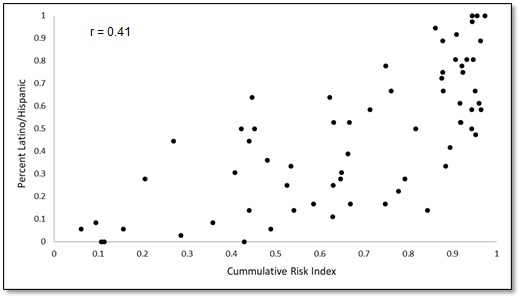 r = 0.41
Percent Latino/Hispanic
1
0.9
0.8
0.7
0.6
0.5
0.4
0.3
0.2
0.1
0
0 0.1 0.2 0.3 0.4 0.5 0.6 0.7 0.8 0.9 1
Cummulative Risk Index